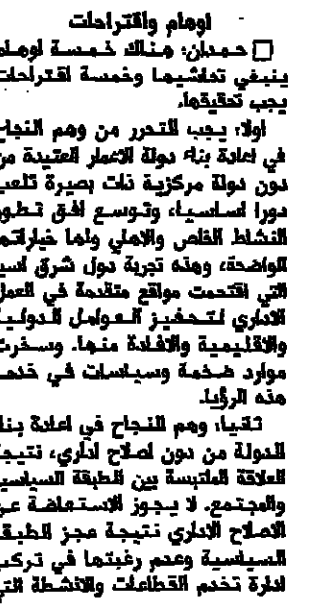 اوهام واقتراحات
حمدان: هناك خمسة اوهام
ينبغي تحاشيها وخمسة اقتراحات
يجب تحقيقها.
اولا: يجب التحرر من وهم النجاح
في اعادة بناء دولة الاعمار العتيدة من
دون دولة مركزية ذات بصيرة تلعب
دورا اساسيا، وتوسع افق تطور
النشاط الخاص والاهلي ولها خياراتها
الواضحة، وهذه تجربة دول شرق اسيا
التي اقتحمت مواقع متقدمة في العمل
الاداري لتحفيز العوامل الدولية
والاقليمية والافادة منها. وسخرت
موارد ضخمة وسياسات في خدمة
هذه الرؤيا.
ثانيا: وهم النجاح في اعادة بناء
الدولة من دون اصلاح اداري، نتيجة
العلاقة الملتبسة بين الطبقة السياسية
والمجتمع. لا يجوز الاستعاضة عن
الاصلاح الاداري نتيجة عجز الطبقة
السياسية وعدم رغبتها في تركيب
ادارة تخدم القطاعات والانشطة التي